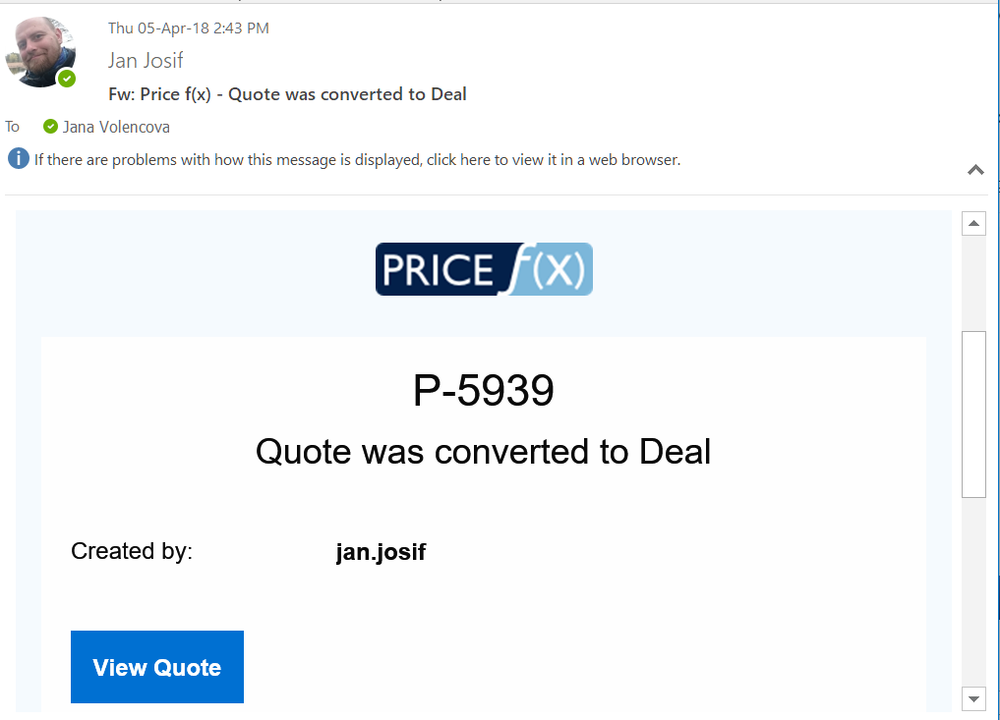 Thu 05-Apr-18 2:43 PM
Jan Josif
Fw: Price f(x) - Quote was converted to Deal
To Jana Volencova
If there are problems with how this message is displayed, click here to view it in a web browser.
PRICE f(X)
P-5939
Quote was converted to Deal
Created by: jan.josif
View Quote